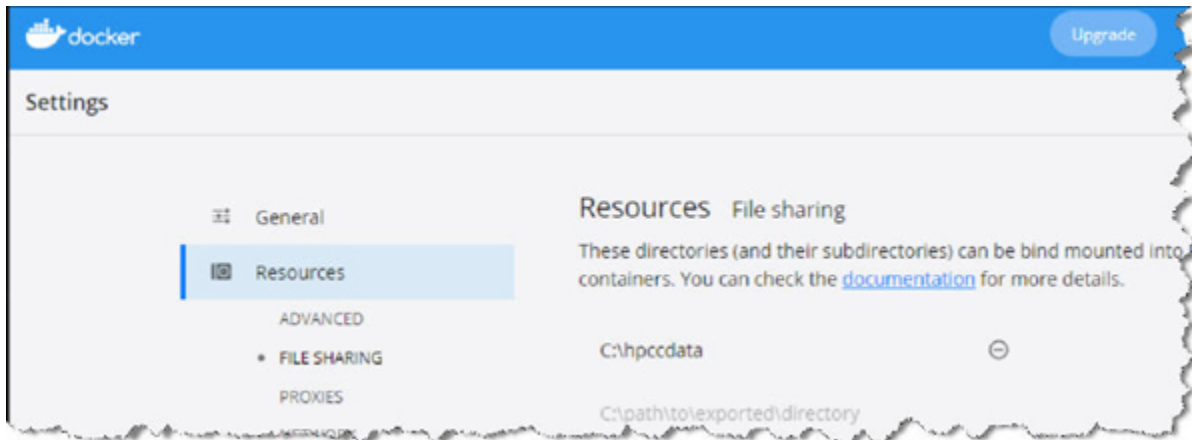 docker
Upgrade
Settings
General
Resources
ADVANCED
FILE SHARING
PROXIES
NETWORK
Resources File sharing
These directories (and their subdirectories) can be bind mounted into
containers. You can check the documentation for more details.
C:\hpccdata
C:\path\to\exported\directory